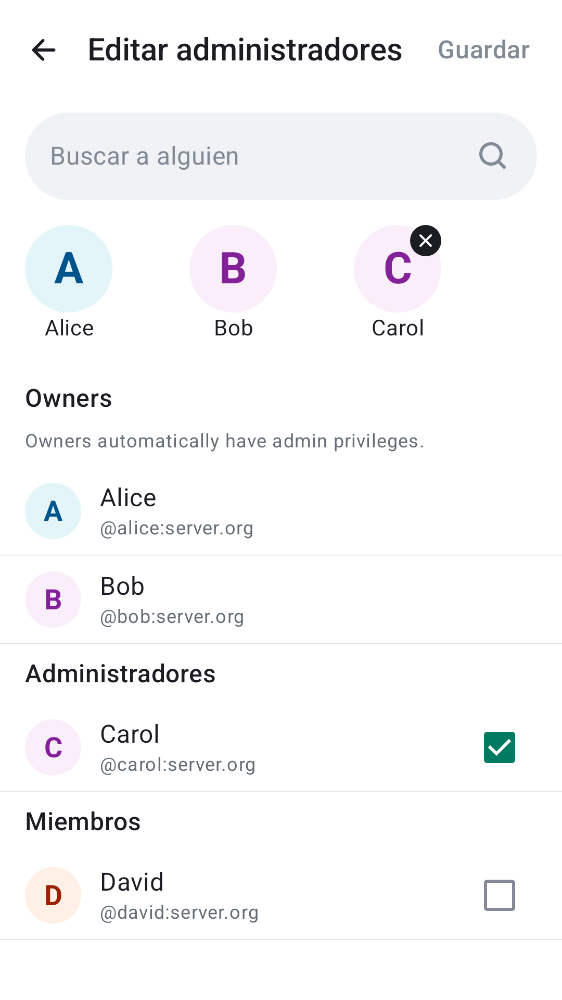 Editar administradores Guardar
Buscar a alguien
A B C
Alice Bob Carol
Owners
Owners automatically have admin privileges.
A Alice
@alice:server.org
B Bob
@bob:server.org
Administradores
C Carol
@carol:server.org
Miembros
D David
@david:server.org